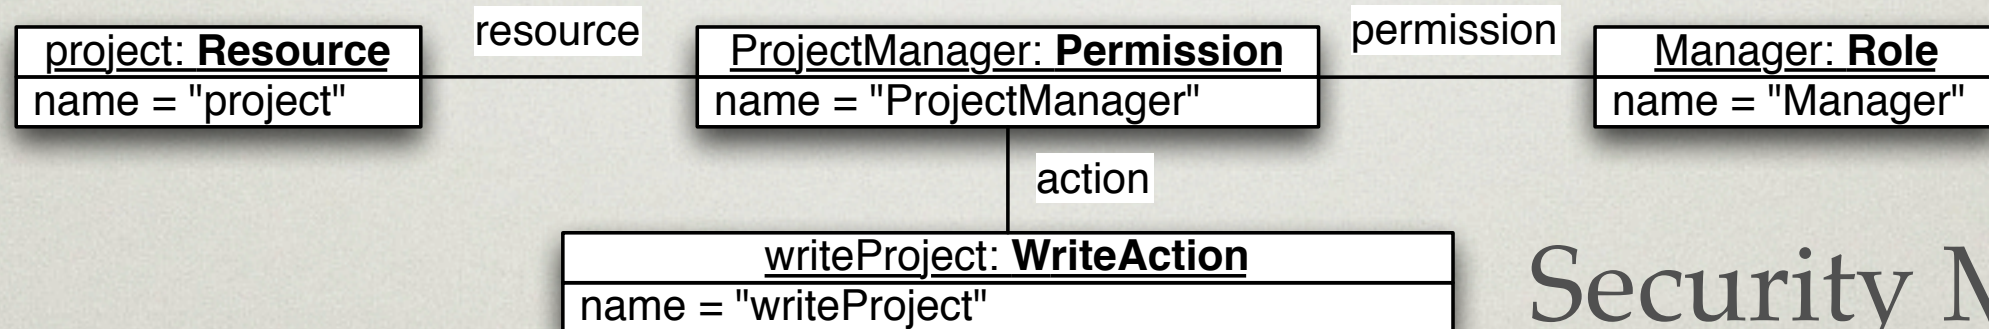 resource
permission
project: Resource
ProjectManager: Permission
Manager: Role
name = "project"
name = "ProjectManager"
name = "Manager"
action
writeProject: WriteAction
name = "writeProject"
Security